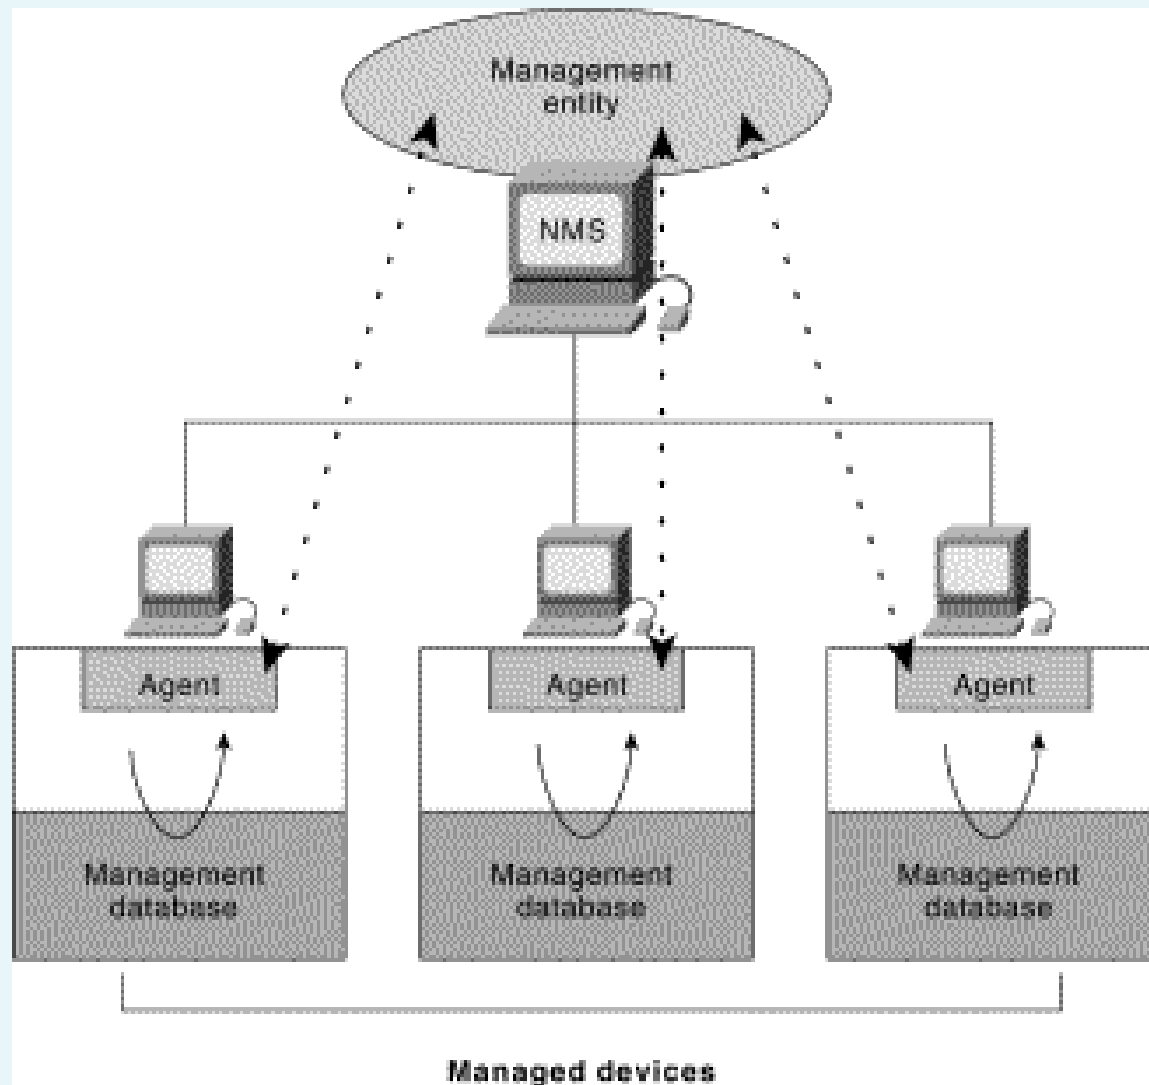 Management
entity
NMS
Agent
Agent
Agent
Management
database
Management
database
Management
database
Managed devices